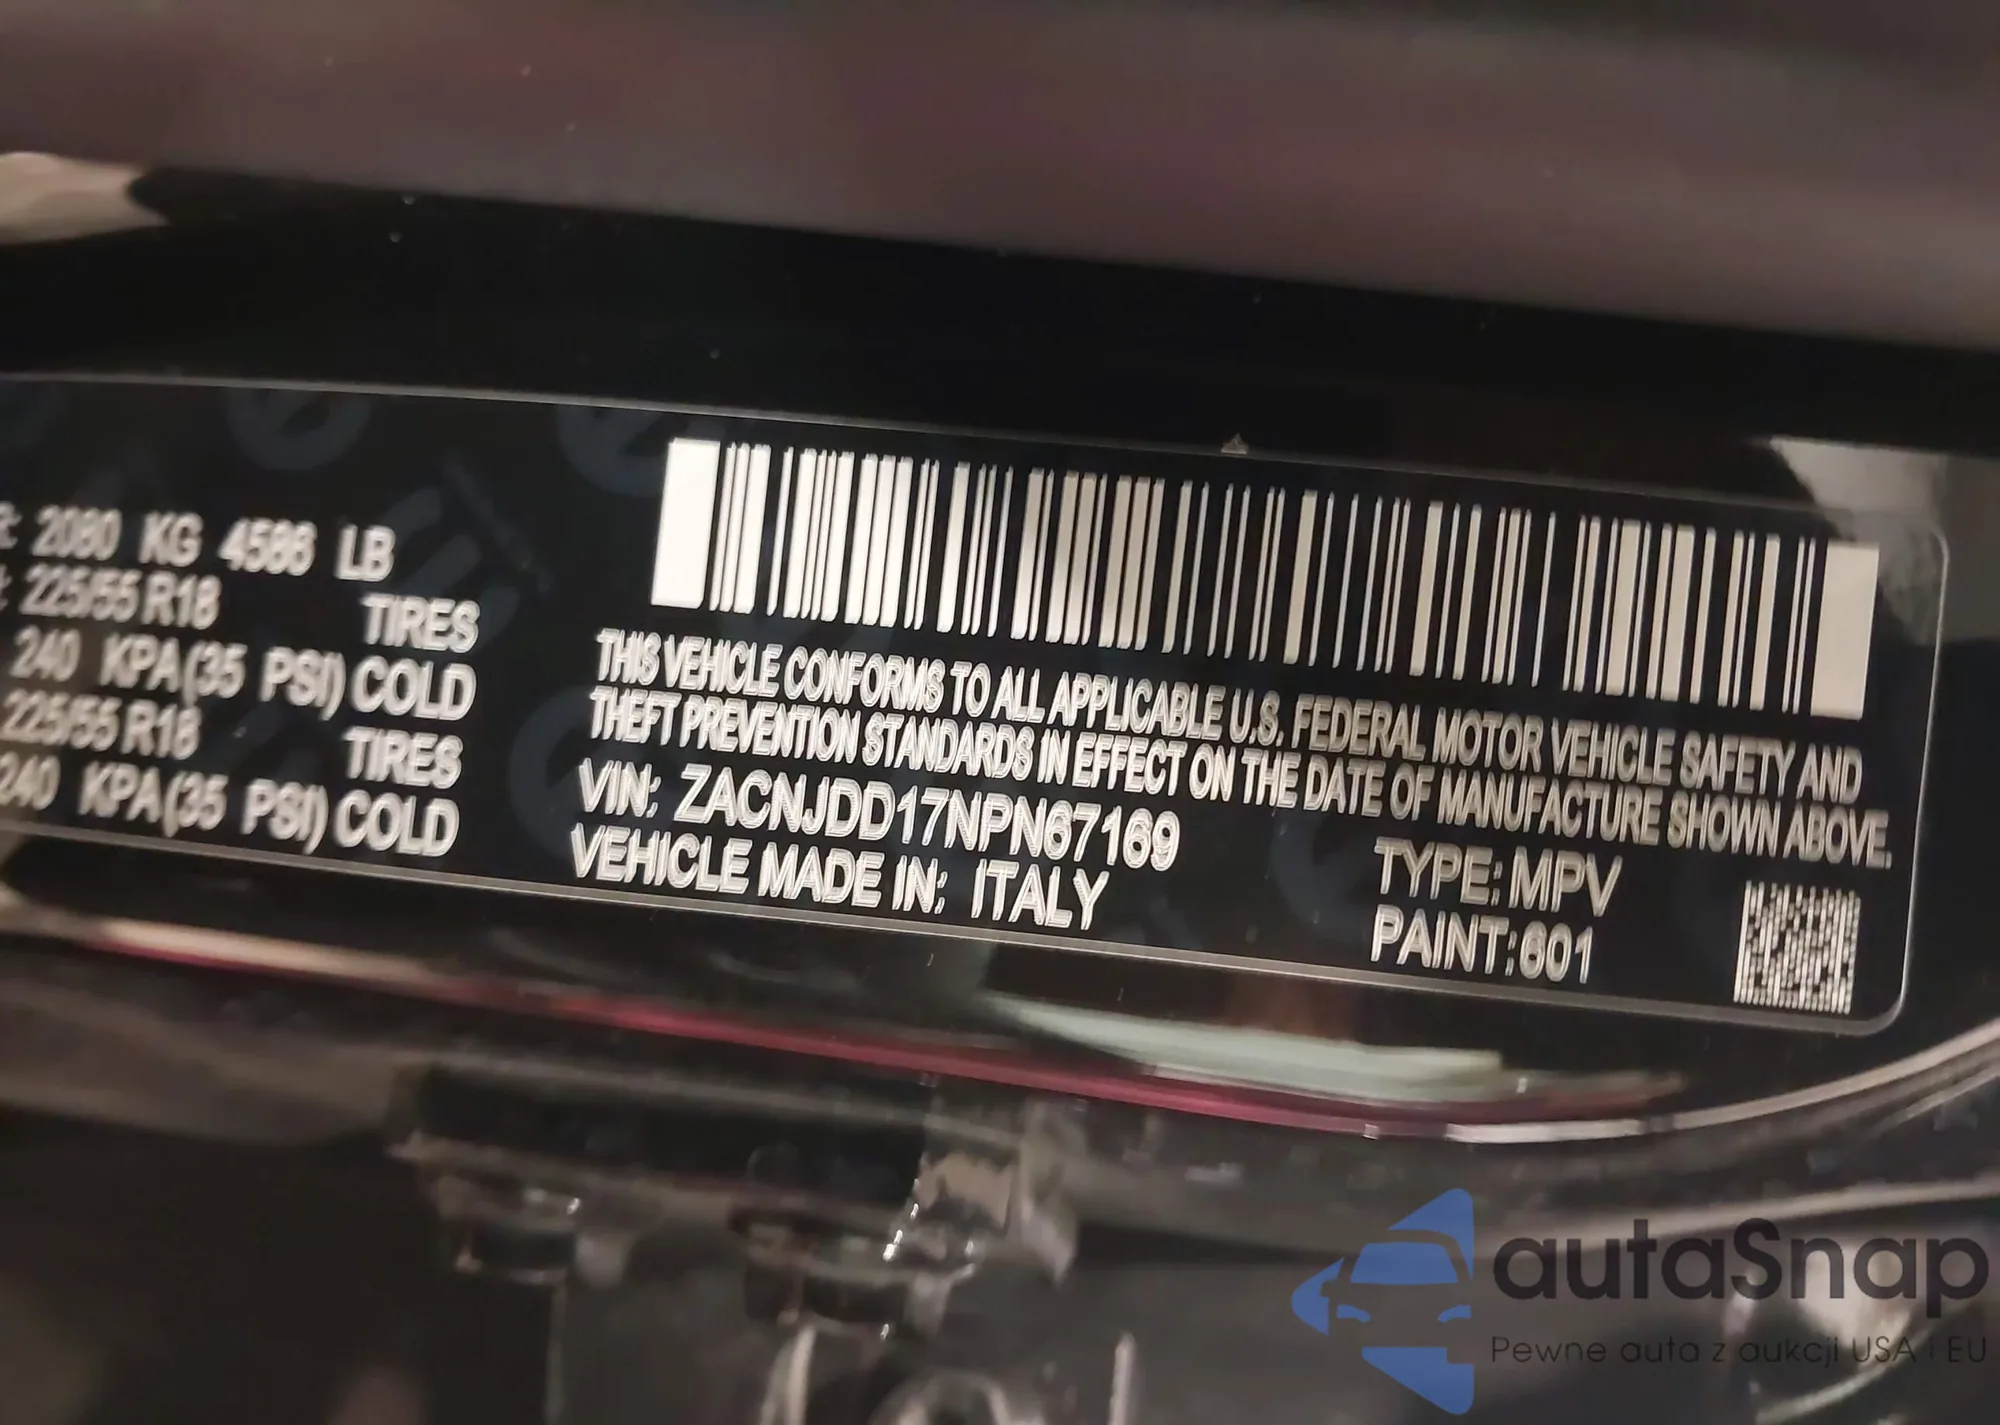 : 2080 KG 4586 LB
: 225/55 R18 TIRES
240 KPA(35 PSI) COLD
225/55 R18 TIRES
240 KPA(35 PSI) COLD
THIS VEHICLE CONFORMS TO ALL APPLICABLE U.S. FEDERAL MOTOR VEHICLE SAFETY AND
THEFT PREVENTION STANDARDS IN EFFECT ON THE DATE OF MANUFACTURE SHOWN ABOVE.
VIN: ZACNJDD17NPN67169
VEHICLE MADE IN: ITALY
TYPE: MPV
PAINT: 601
autaSnap
Pewne auta z aukcji USA i EU